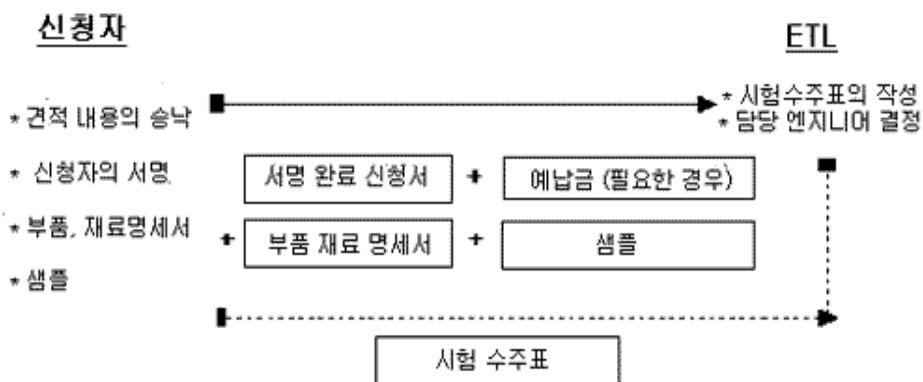 신청자
ETL
* 견적 내용의 승낙
* 시험수주표의 작성
* 담당 엔지니어 결정
* 신청자의 서명
서명 완료 신청서 + 예납금 (필요한 경우)
* 부품, 재료명세서
+ 부품 재료 명세서 + 샘플
* 샘플
시험 수주표